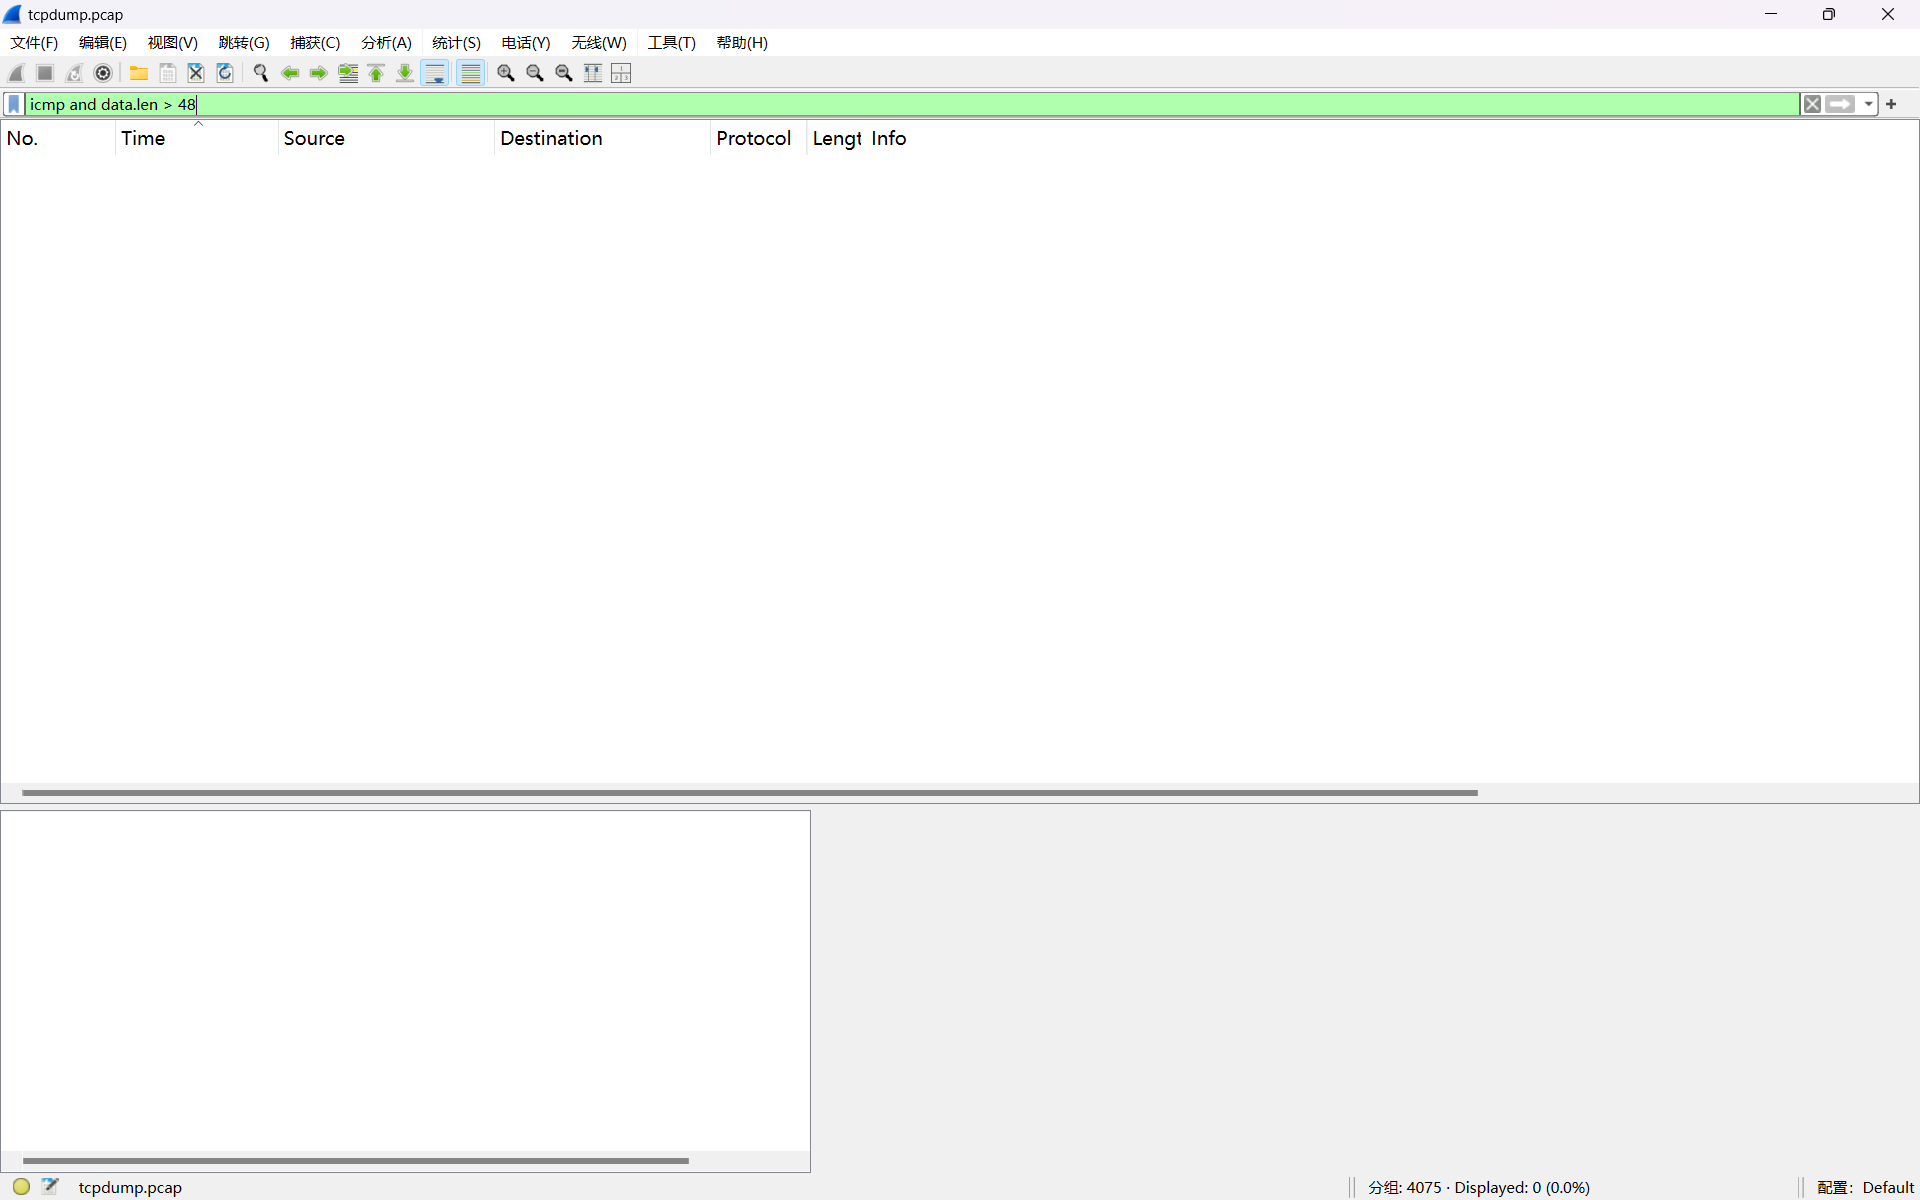 tcpdump.pcap
文件(F) 编辑(E) 视图(V) 跳转(G) 捕获(C) 分析(A) 统计(S) 电话(Y) 无线(W) 工具(T) 帮助(H)
icmp and data.len > 48
No. Time Source Destination Protocol Lengt Info
tcpdump.pcap 分组: 4075 · Displayed: 0 (0.0%) 配置: Default